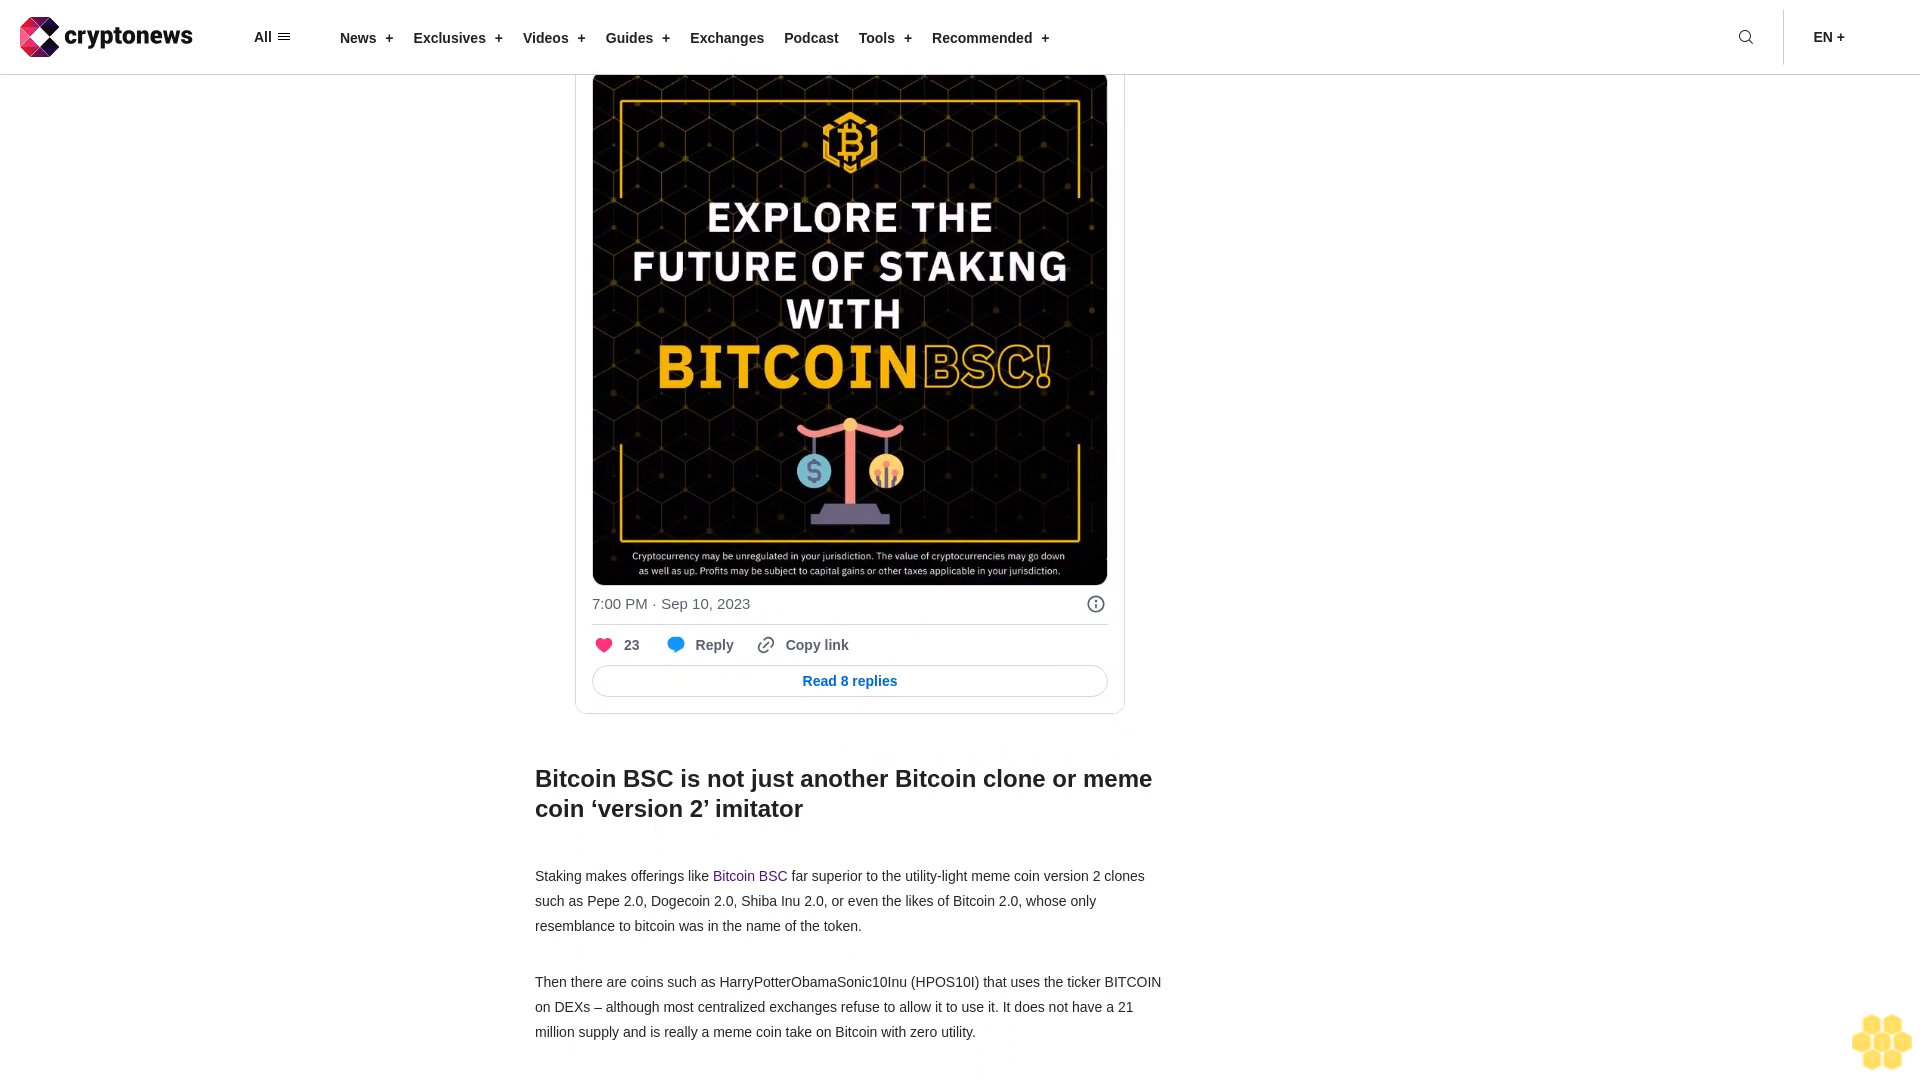 cryptonews
All
News +
Exclusives +
Videos +
Guides +
Exchanges
Podcast
Tools +
Recommended +
EN +
EXPLORE THE
FUTURE OF STAKING
WITH
BITCOINBSC!
Cryptocurrency may be unregulated in your jurisdiction. The value of cryptocurrencies may go down
as well as up. Profits may be subject to capital gains or other taxes applicable in your jurisdiction.
7:00 PM · Sep 10, 2023
23
Reply
Copy link
Read 8 replies
Bitcoin BSC is not just another Bitcoin clone or meme
coin ‘version 2’ imitator
Staking makes offerings like Bitcoin BSC far superior to the utility-light meme coin version 2 clones
such as Pepe 2.0, Dogecoin 2.0, Shiba Inu 2.0, or even the likes of Bitcoin 2.0, whose only
resemblance to bitcoin was in the name of the token.
Then there are coins such as HarryPotterObamaSonic10Inu (HPOS10I) that uses the ticker BITCOIN
on DEXs – although most centralized exchanges refuse to allow it to use it. It does not have a 21
million supply and is really a meme coin take on Bitcoin with zero utility.